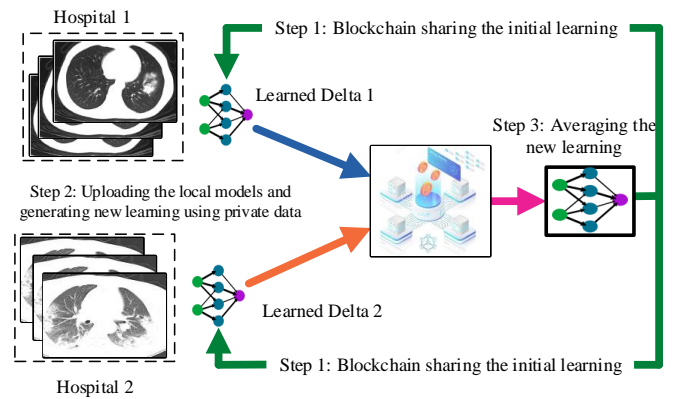 Hospital 1
Step 1: Blockchain sharing the initial learning
Learned Delta 1
Step 3: Averaging the
new learning
Step 2: Uploading the local models and
generating new learning using private data
Learned Delta 2
Step 1: Blockchain sharing the initial learning
Hospital 2